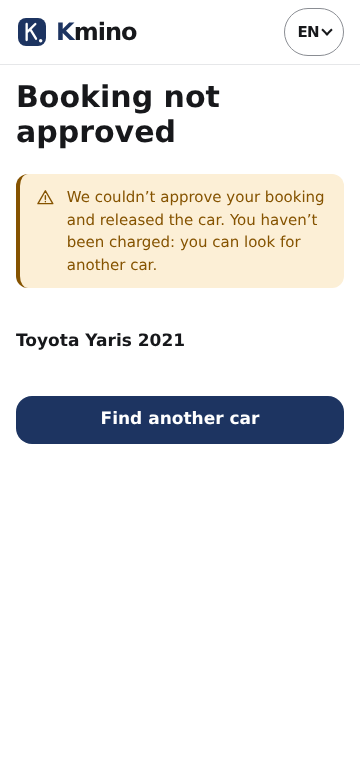 K. Kmino
EN
Booking not
approved
We couldn’t approve your booking
and released the car. You haven’t
been charged: you can look for
another car.
Toyota Yaris 2021
Find another car